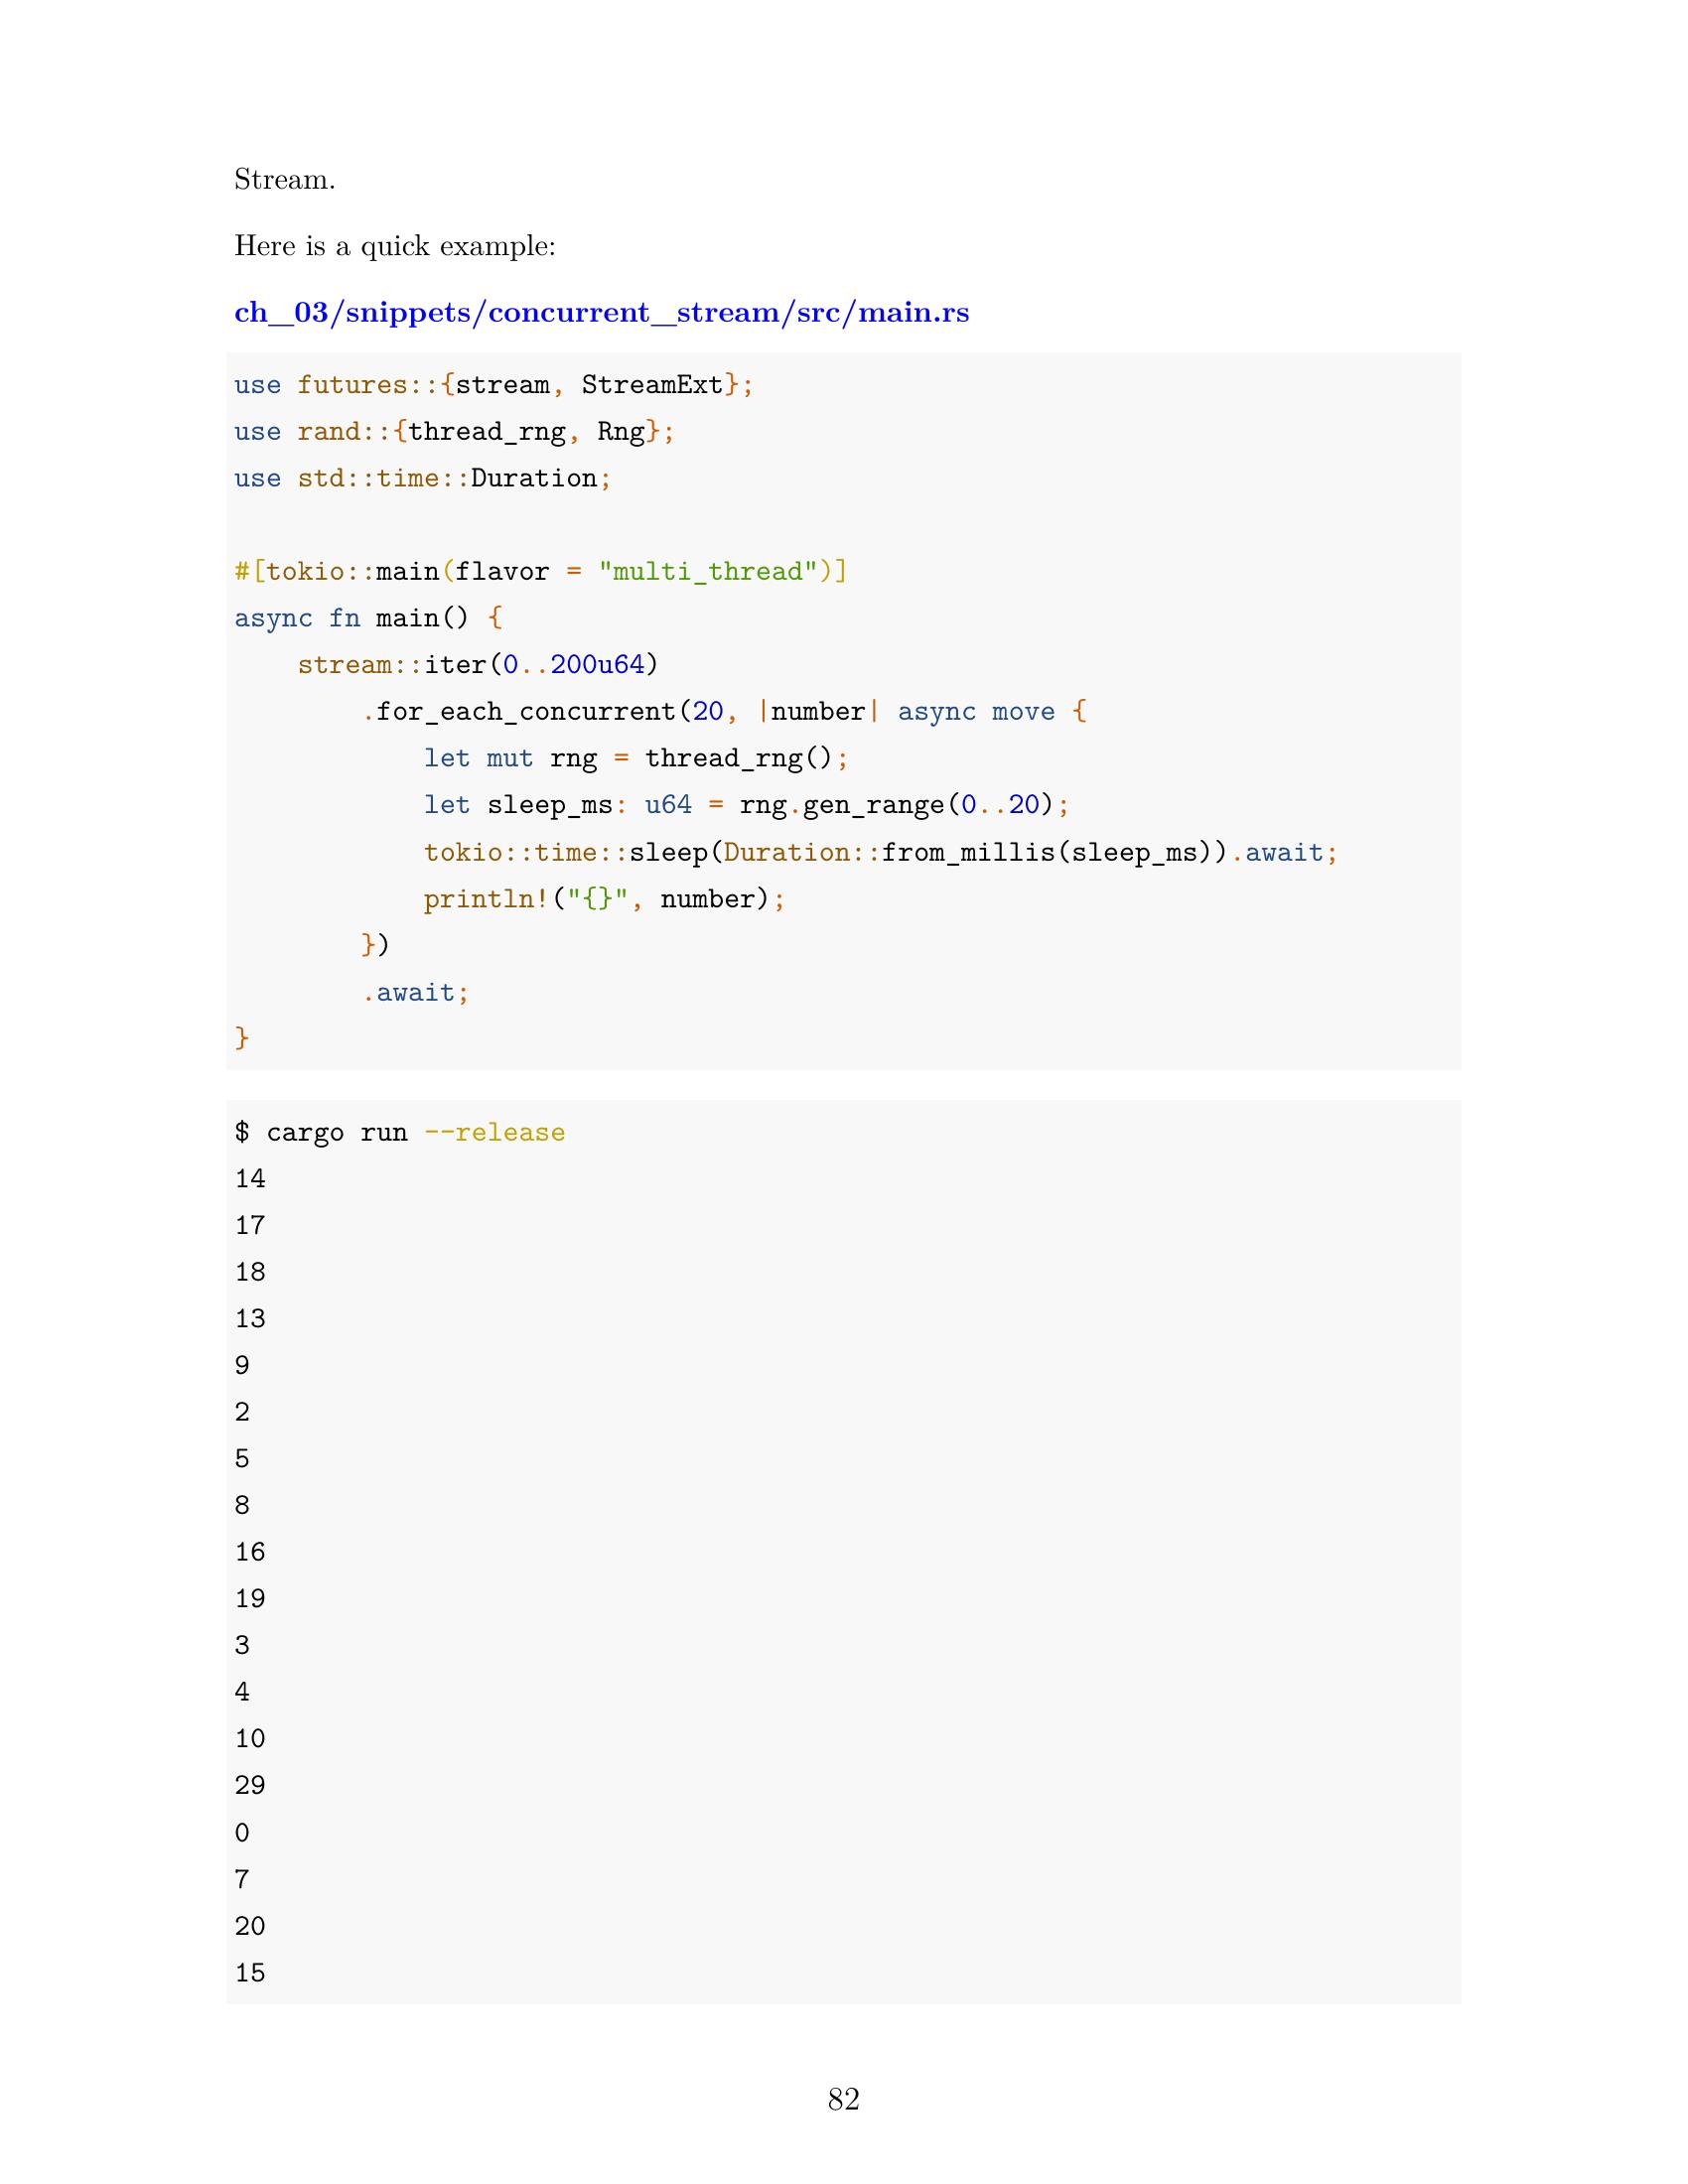 Stream.
Here is a quick example:
ch_03/snippets/concurrent_stream/src/main.rs
use futures::{stream, StreamExt};
use rand::{thread_rng, Rng};
use std::time::Duration;
#[tokio::main(flavor = "multi_thread")]
async fn main() {
    stream::iter(0..200u64)
        .for_each_concurrent(20, |number| async move {
            let mut rng = thread_rng();
            let sleep_ms: u64 = rng.gen_range(0..20);
            tokio::time::sleep(Duration::from_millis(sleep_ms)).await;
            println!("{}", number);
        })
        .await;
}
$ cargo run --release
14
17
18
13
9
2
5
8
16
19
3
4
10
29
0
7
20
15
82